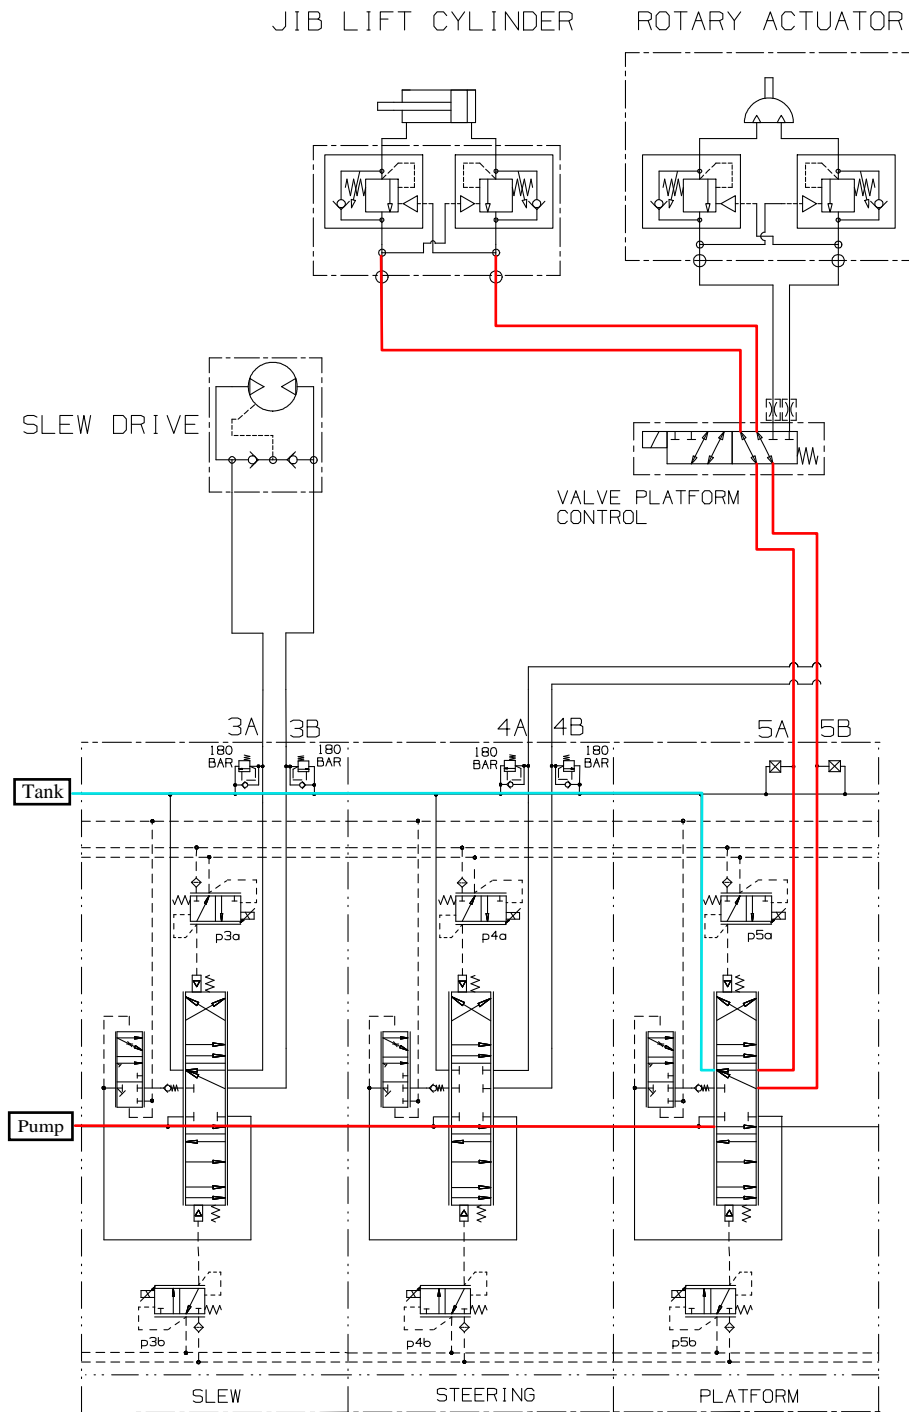 JIB LIFT CYLINDER
ROTARY ACTUATOR
SLEW DRIVE
VALVE PLATFORM
CONTROL
3A
3B
4A
4B
5A
5B
180
BAR
180
BAR
180
BAR
180
BAR
Tank
p3a
p4a
p5a
Pump
p3b
p4b
p5b
SLEW
STEERING
PLATFORM